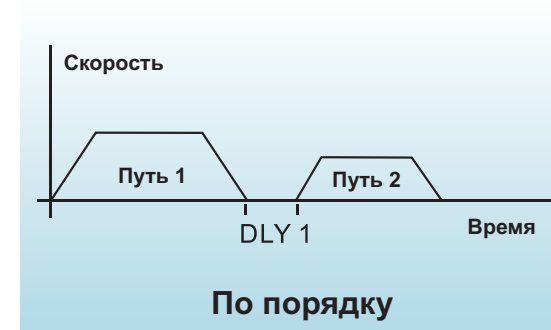 Скорость
Путь 1
Путь 2
DLY 1
Время
По порядку